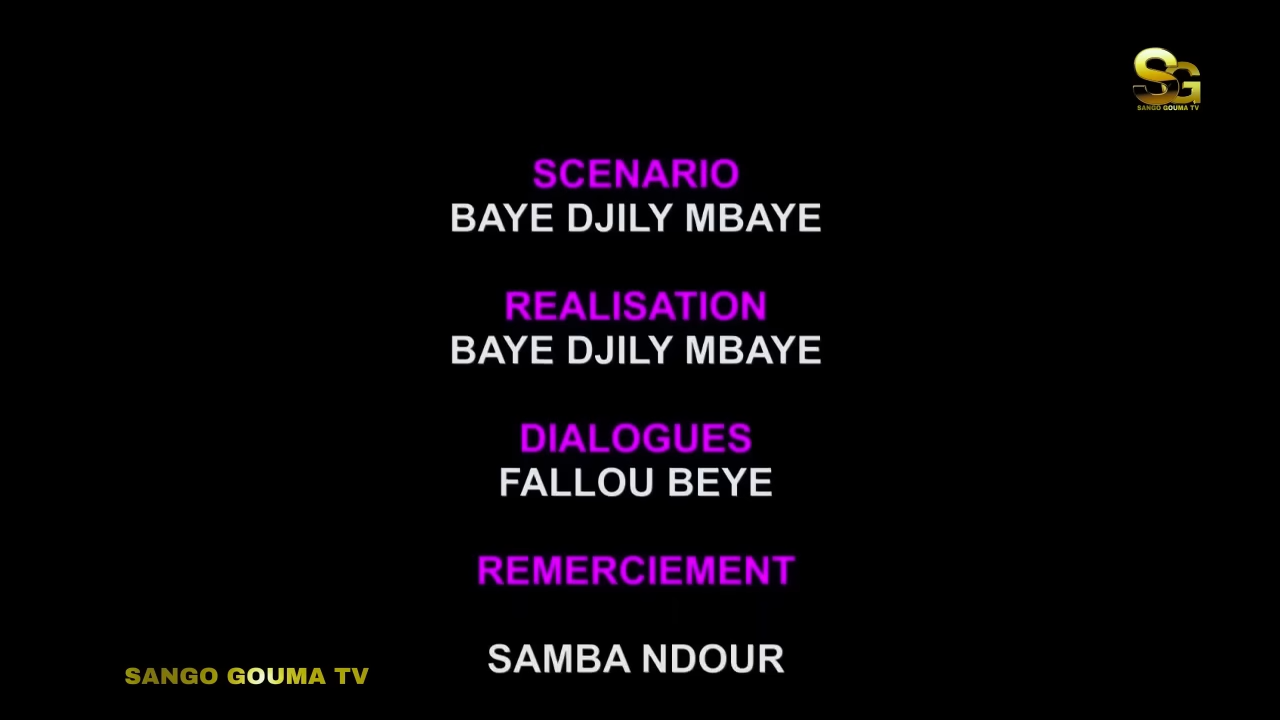 SG
SANGO GOUMA TV
SCENARIO
BAYE DJILY MBAYE
REALISATION
BAYE DJILY MBAYE
DIALOGUES
FALLOU BEYE
REMERCIEMENT
SAMBA NDOUR
SANGO GOUMA TV